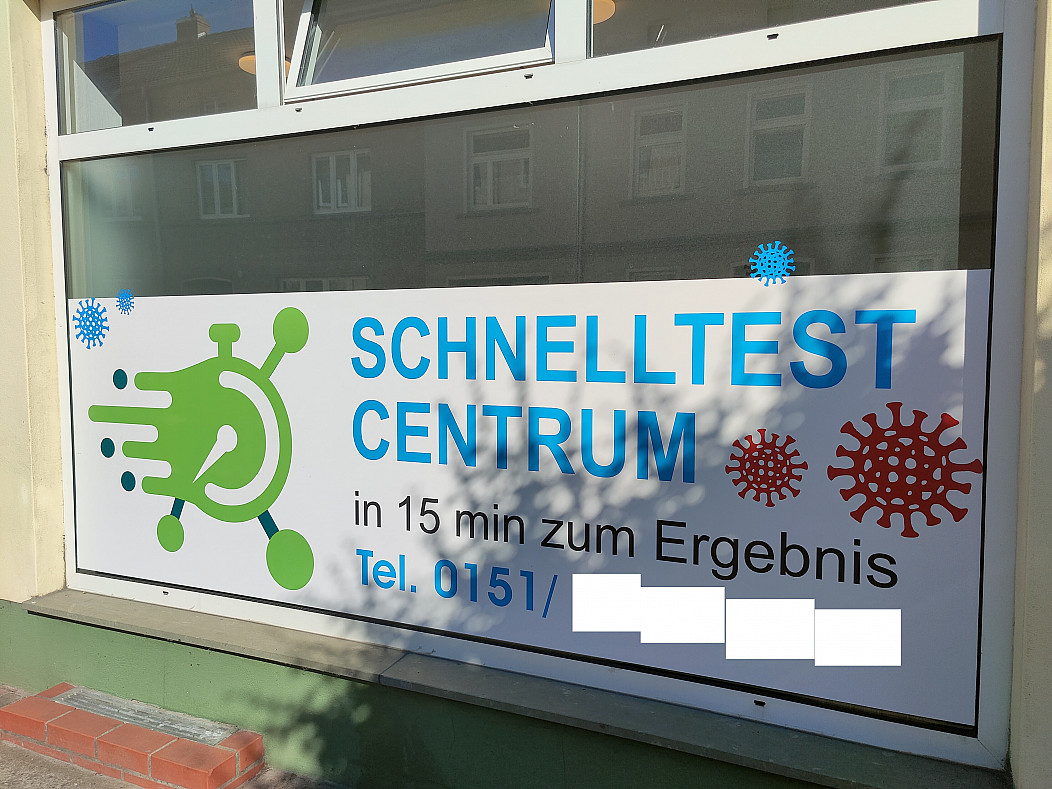 SCHNELLTEST
CENTRUM
in 15 min zum Ergebnis
Tel. 0151/